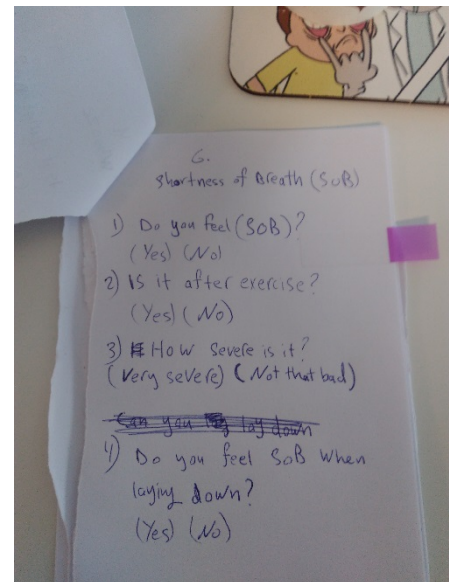 6.
Shortness of Breath (SOB)
1) Do you feel (SOB)?
(Yes) (No)
2) Is it after exercise?
(Yes) (No)
3) How severe is it?
(Very severe) (Not that bad)
Can you lay down
4) Do you feel SOB when
laying down?
(Yes) (No)